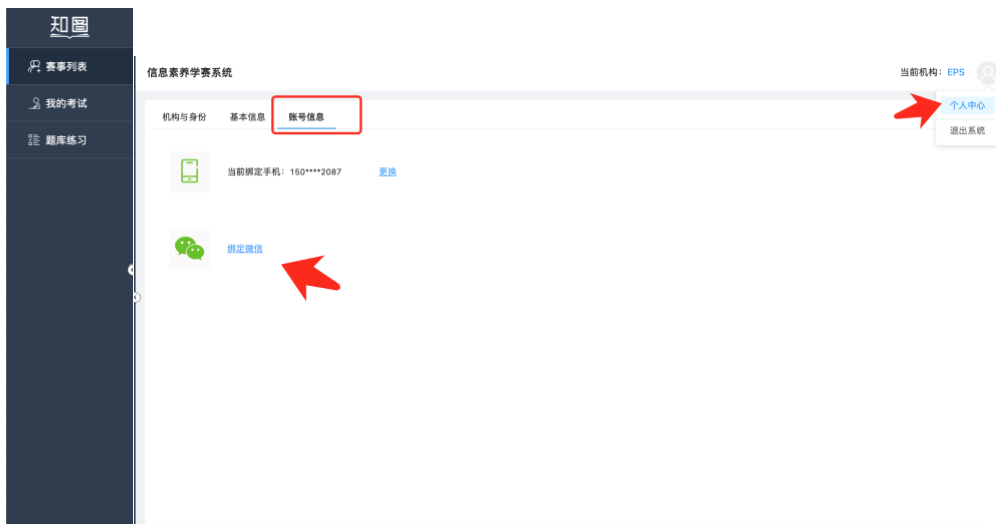 知图
赛事列表
我的考试
题库练习
信息素养学赛系统
当前机构：EPS
个人中心
退出系统
机构与身份 基本信息 账号信息
当前绑定手机：150****2087 更换
绑定微信